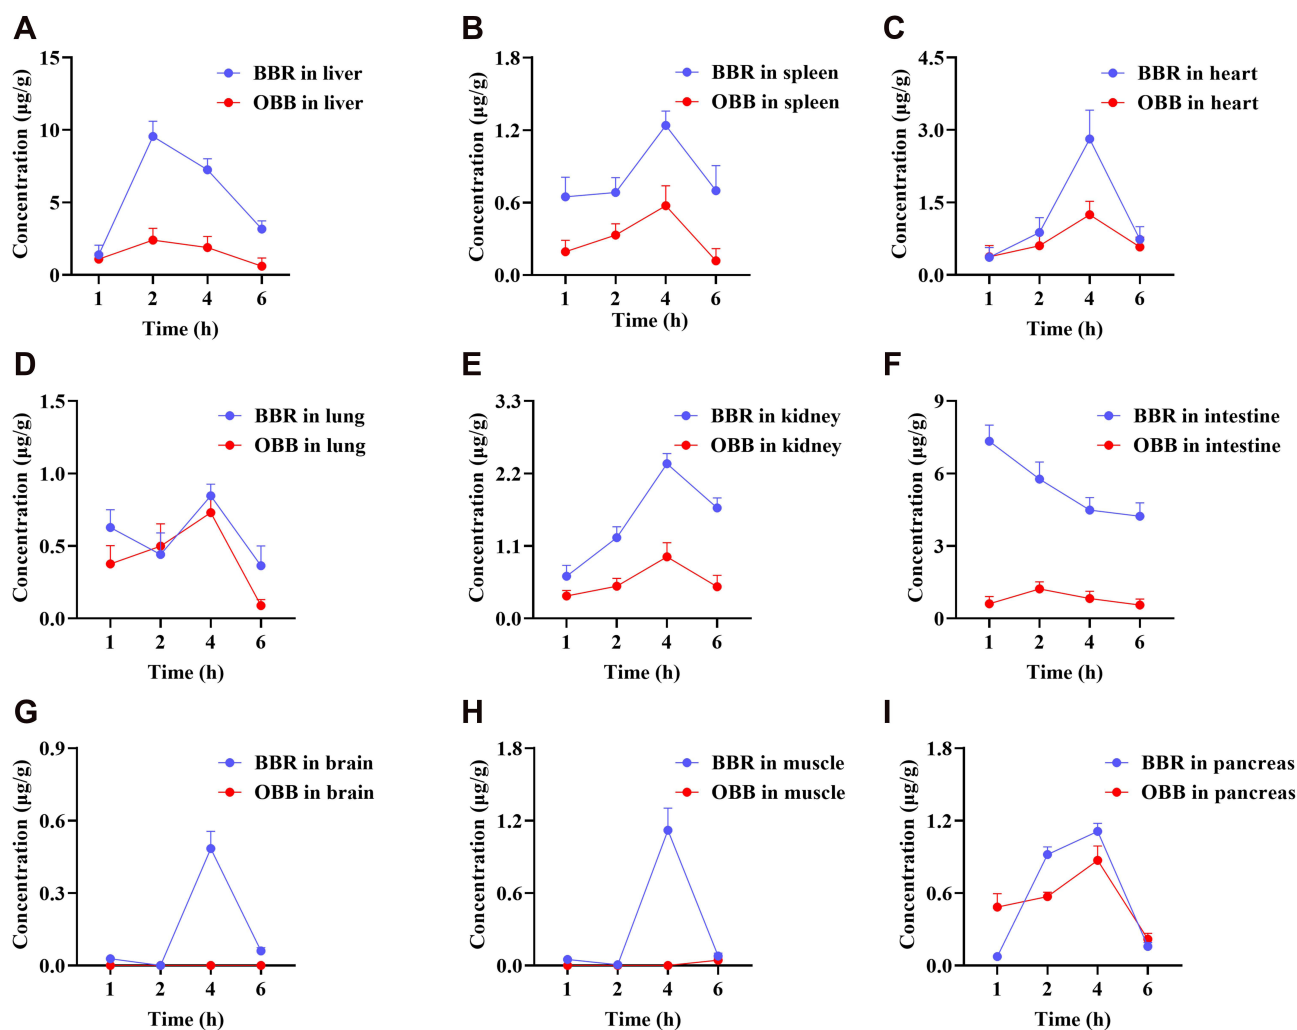 A
Concentration (µg/g)
15
10
5
0
BBR in liver
OBB in liver
1 2 4 6
Time (h)
B
Concentration (µg/g)
1.8
1.2
0.6
0.0
BBR in spleen
OBB in spleen
1 2 4 6
Time (h)
C
Concentration (µg/g)
4.5
3.0
1.5
0.0
BBR in heart
OBB in heart
1 2 4 6
Time (h)
D
Concentration (µg/g)
1.5
1.0
0.5
0.0
BBR in lung
OBB in lung
1 2 4 6
Time (h)
E
Concentration (µg/g)
3.3
2.2
1.1
0.0
BBR in kidney
OBB in kidney
1 2 4 6
Time (h)
F
Concentration (µg/g)
9
6
3
0
BBR in intestine
OBB in intestine
1 2 4 6
Time (h)
G
Concentration (µg/g)
0.9
0.6
0.3
0.0
BBR in brain
OBB in brain
1 2 4 6
Time (h)
H
Concentration (µg/g)
1.8
1.2
0.6
0.0
BBR in muscle
OBB in muscle
1 2 4 6
Time (h)
I
Concentration (µg/g)
1.8
1.2
0.6
0.0
BBR in pancreas
OBB in pancreas
1 2 4 6
Time (h)